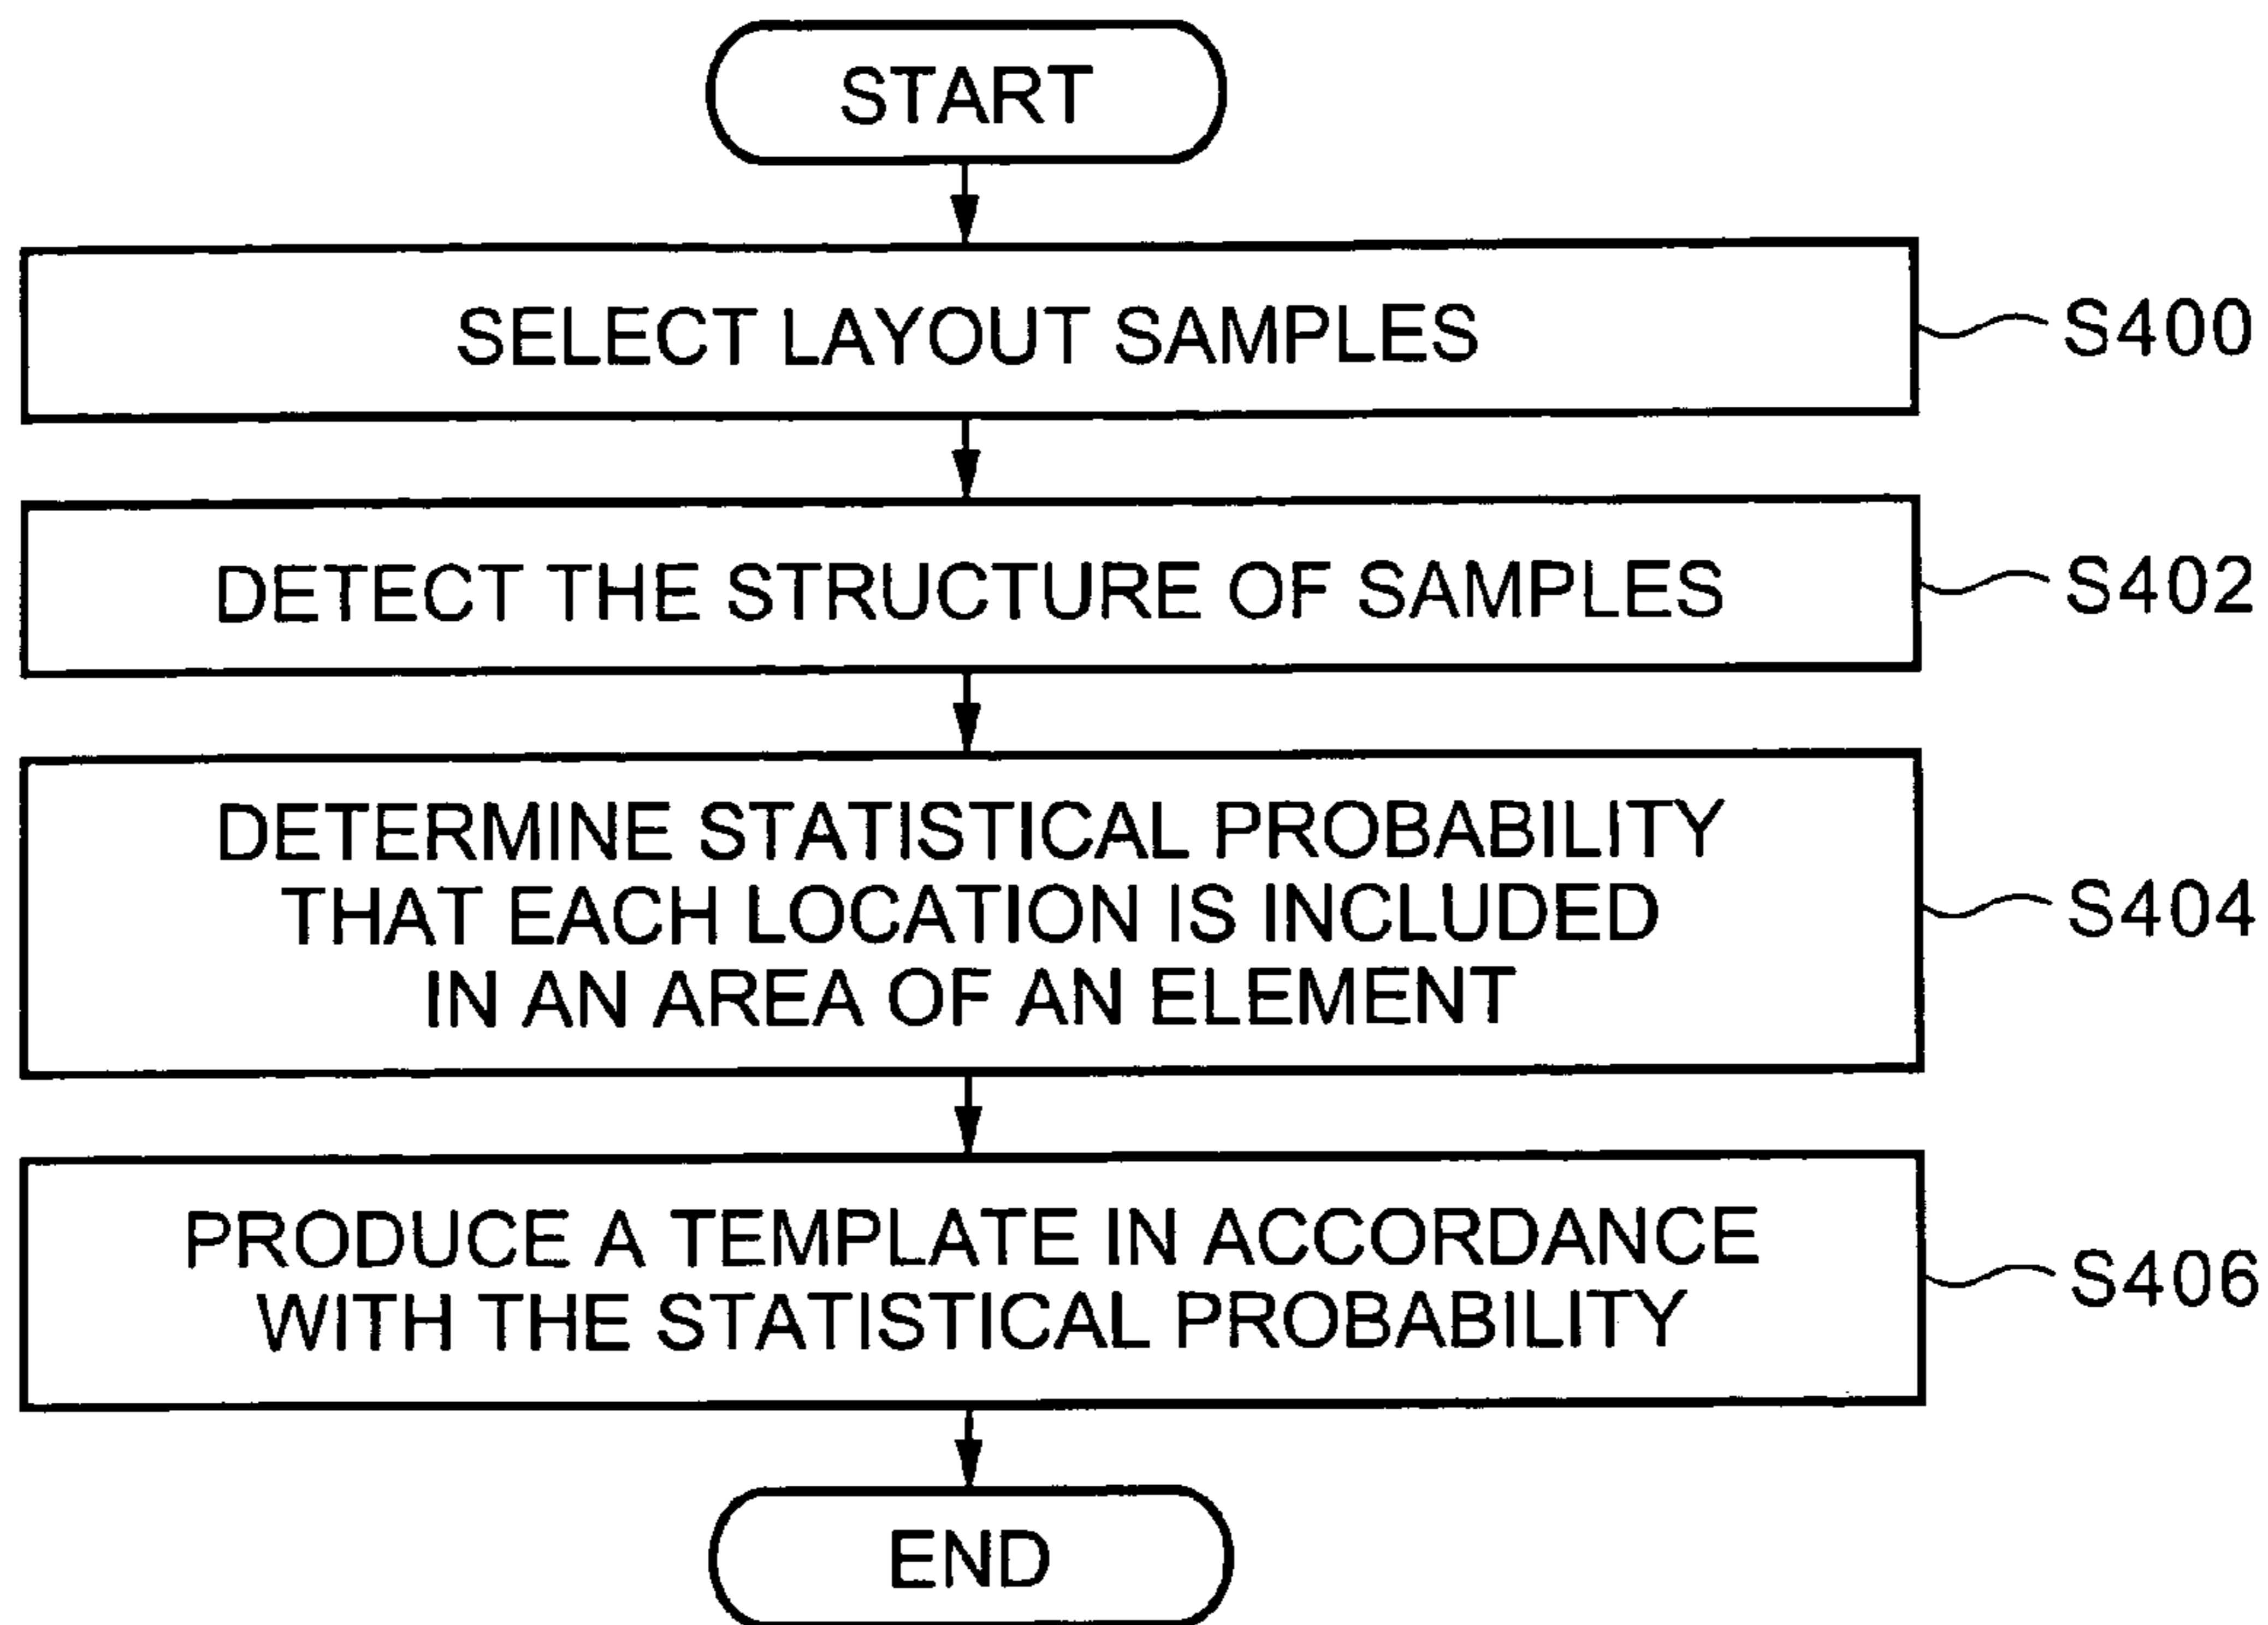 START
SELECT LAYOUT SAMPLES
S400
DETECT THE STRUCTURE OF SAMPLES
S402
DETERMINE STATISTICAL PROBABILITY
THAT EACH LOCATION IS INCLUDED
IN AN AREA OF AN ELEMENT
S404
PRODUCE A TEMPLATE IN ACCORDANCE
WITH THE STATISTICAL PROBABILITY
S406
END